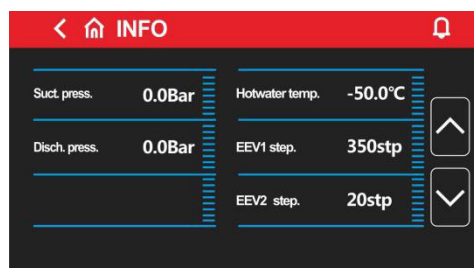 INFO
Suct. press. 0.0Bar
Hotwater temp. -50.0℃
Disch. press. 0.0Bar
EEV1 step. 350stp
EEV2 step. 20stp